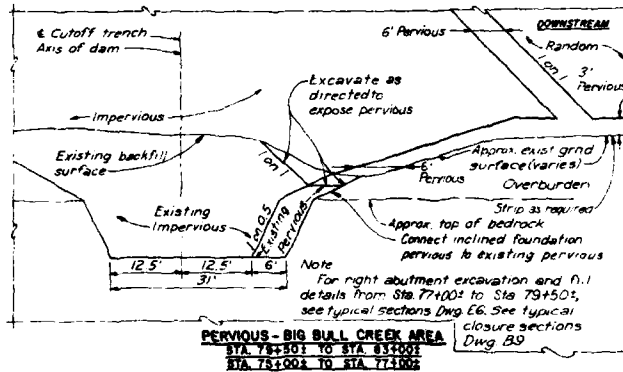 ℄ Cutoff trench
Axis of dam
6' Pervious
DOWNSTREAM
Random
1 on 1
3'
Pervious
Excavate as
directed to
expose pervious
Impervious
Existing backfill
surface
1 on 1
6'
Pervious
Approx. exist grnd
surface (varies)
Overburden
Strip as required
Existing
Impervious
1 on 0.5
Existing
Pervious
Approx. top of bedrock
Connect inclined foundation
pervious to existing pervious
12.5'
12.5'
6'
31'
Note
For right abutment excavation and fill
details from Sta. 77+00± to Sta 79+50±,
see typical sections Dwg. E6. See typical
closure sections
Dwg B9
PERVIOUS - BIG BULL CREEK AREA
STA. 79+50± TO STA. 83+00±
STA. 75+00± TO STA. 77+00±